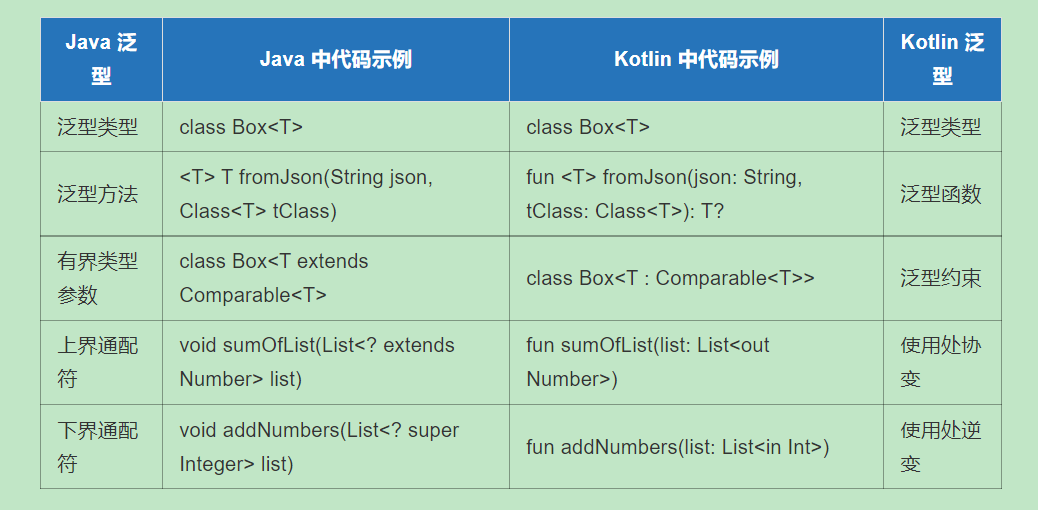 Java 泛
型
Java 中代码示例
Kotlin 中代码示例
Kotlin 泛
型
泛型类型
class Box<T>
class Box<T>
泛型类型
泛型方法
<T> T fromJson(String json,
Class<T> tClass)
fun <T> fromJson(json: String,
tClass: Class<T>): T?
泛型函数
有界类型
参数
class Box<T extends
Comparable<T>
class Box<T : Comparable<T>>
泛型约束
上界通配
符
void sumOfList(List<? extends
Number> list)
fun sumOfList(list: List<out
Number>)
使用处协
变
下界通配
符
void addNumbers(List<? super
Integer> list)
fun addNumbers(list: List<in Int>)
使用处逆
变